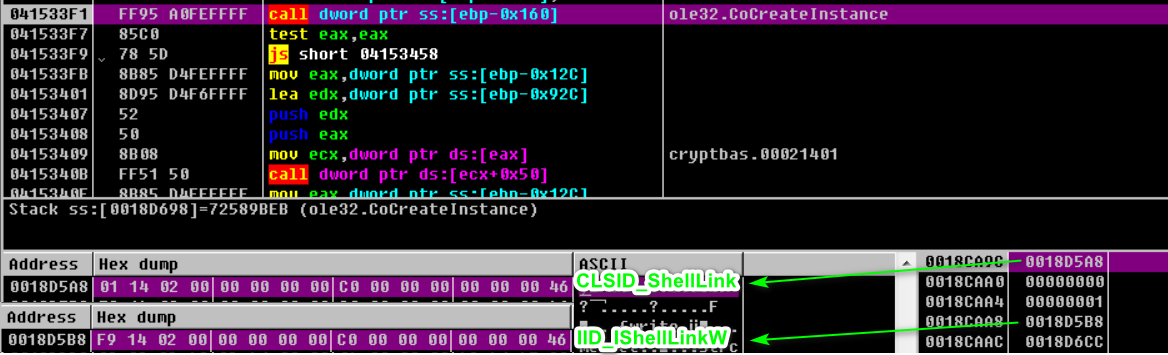 041533F1 FF95 A0FEFFFF call dword ptr ss:[ebp-0x160] ole32.CoCreateInstance
041533F7 85C0 test eax,eax
041533F9 78 5D js short 04153458
041533FB 8B85 D4FEFFFF mov eax,dword ptr ss:[ebp-0x12C]
04153401 8D95 D4F6FFFF lea edx,dword ptr ss:[ebp-0x92C]
04153407 52 push edx
04153408 50 push eax
04153409 8B08 mov ecx,dword ptr ds:[eax] cryptbas.00021401
0415340B FF51 50 call dword ptr ds:[ecx+0x50]
0415340E 8B85 D4FEFFFF mov eax,dword ptr ss:[ebp-0x12C]
Stack ss:[0018D698]=72589BEB (ole32.CoCreateInstance)
Address Hex dump ASCII
0018D5A8 01 14 02 00 00 00 00 00 C0 00 00 00 00 00 00 46 CLSID_ShellLink
Address Hex dump
0018D5B8 F9 14 02 00 00 00 00 00 C0 00 00 00 00 00 00 46 IID_IShellLinkW
0018CA9C 0018D5A8
0018CAA0 00000000
0018CAA4 00000001
0018CAA8 0018D5B8
0018CAAC 0018D6CC